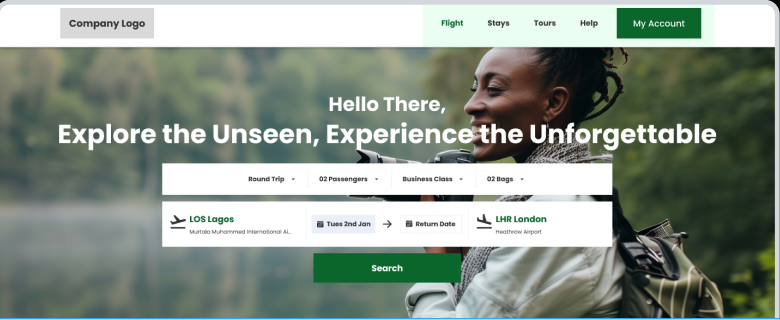 Company Logo
Flight Stays Tours Help My Account
Hello There,
Explore the Unseen, Experience the Unforgettable
Round Trip 02 Passengers Business Class 02 Bags
LOS Lagos Tues 2nd Jan Return Date LHR London
Murtala Muhammed International Ai... Heathrow Airport
Search